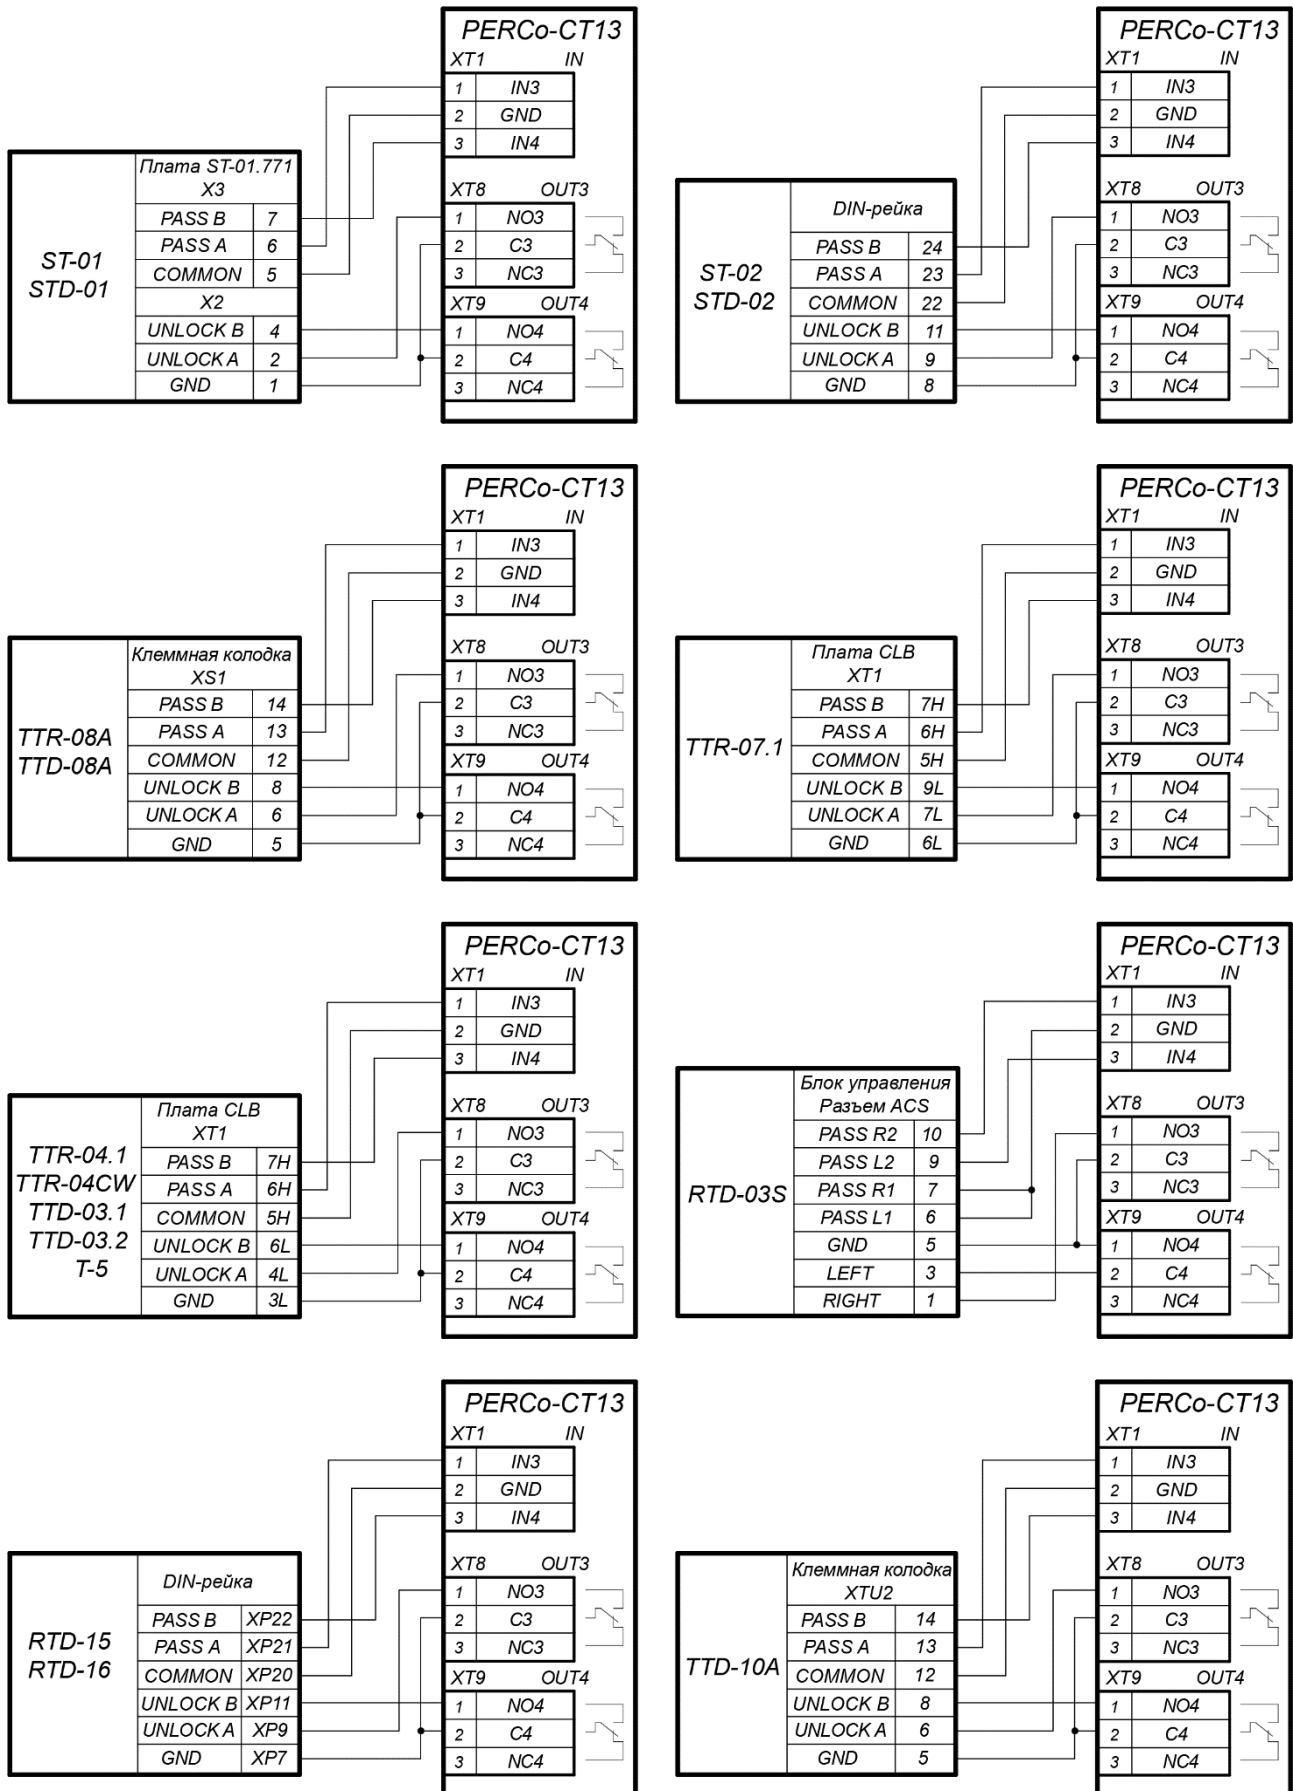 PERCo-CT13
XT1 IN
1 IN3
2 GND
3 IN4
XT8 OUT3
1 NO3
2 C3
3 NC3
XT9 OUT4
1 NO4
2 C4
3 NC4
ST-01
STD-01
Плата ST-01.771
X3
PASS B 7
PASS A 6
COMMON 5
X2
UNLOCK B 4
UNLOCK A 2
GND 1
PERCo-CT13
XT1 IN
1 IN3
2 GND
3 IN4
XT8 OUT3
1 NO3
2 C3
3 NC3
XT9 OUT4
1 NO4
2 C4
3 NC4
ST-02
STD-02
DIN-рейка
PASS B 24
PASS A 23
COMMON 22
UNLOCK B 11
UNLOCK A 9
GND 8
PERCo-CT13
XT1 IN
1 IN3
2 GND
3 IN4
XT8 OUT3
1 NO3
2 C3
3 NC3
XT9 OUT4
1 NO4
2 C4
3 NC4
TTR-08A
TTD-08A
Клеммная колодка
XS1
PASS B 14
PASS A 13
COMMON 12
UNLOCK B 8
UNLOCK A 6
GND 5
PERCo-CT13
XT1 IN
1 IN3
2 GND
3 IN4
XT8 OUT3
1 NO3
2 C3
3 NC3
XT9 OUT4
1 NO4
2 C4
3 NC4
TTR-07.1
Плата CLB
XT1
PASS B 7H
PASS A 6H
COMMON 5H
UNLOCK B 9L
UNLOCK A 7L
GND 6L
PERCo-CT13
XT1 IN
1 IN3
2 GND
3 IN4
XT8 OUT3
1 NO3
2 C3
3 NC3
XT9 OUT4
1 NO4
2 C4
3 NC4
TTR-04.1
TTR-04CW
TTD-03.1
TTD-03.2
T-5
Плата CLB
XT1
PASS B 7H
PASS A 6H
COMMON 5H
UNLOCK B 6L
UNLOCK A 4L
GND 3L
PERCo-CT13
XT1 IN
1 IN3
2 GND
3 IN4
XT8 OUT3
1 NO3
2 C3
3 NC3
XT9 OUT4
1 NO4
2 C4
3 NC4
RTD-03S
Блок управления
Разъем ACS
PASS R2 10
PASS L2 9
PASS R1 7
PASS L1 6
GND 5
LEFT 3
RIGHT 1
PERCo-CT13
XT1 IN
1 IN3
2 GND
3 IN4
XT8 OUT3
1 NO3
2 C3
3 NC3
XT9 OUT4
1 NO4
2 C4
3 NC4
RTD-15
RTD-16
DIN-рейка
PASS B XP22
PASS A XP21
COMMON XP20
UNLOCK B XP11
UNLOCK A XP9
GND XP7
PERCo-CT13
XT1 IN
1 IN3
2 GND
3 IN4
XT8 OUT3
1 NO3
2 C3
3 NC3
XT9 OUT4
1 NO4
2 C4
3 NC4
TTD-10A
Клеммная колодка
XTU2
PASS B 14
PASS A 13
COMMON 12
UNLOCK B 8
UNLOCK A 6
GND 5